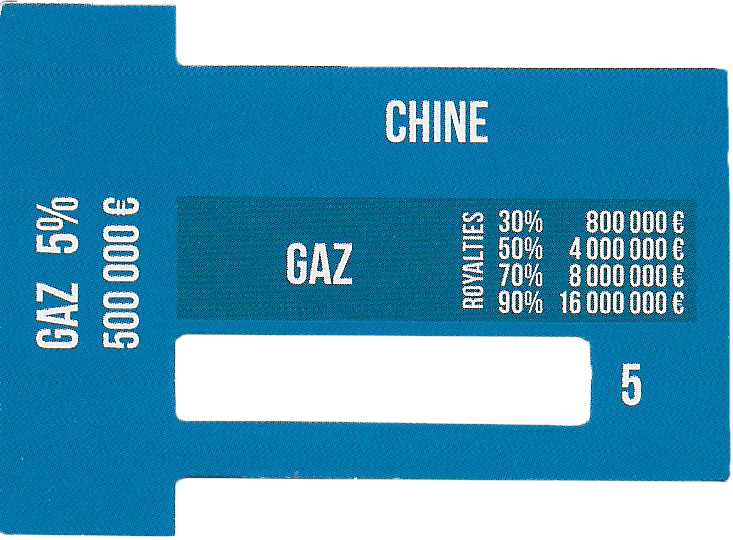 CHINE
GAZ 5%
500 000 €
GAZ
ROYALTIES
30% 800 000 €
50% 4 000 000 €
70% 8 000 000 €
90% 16 000 000 €
5